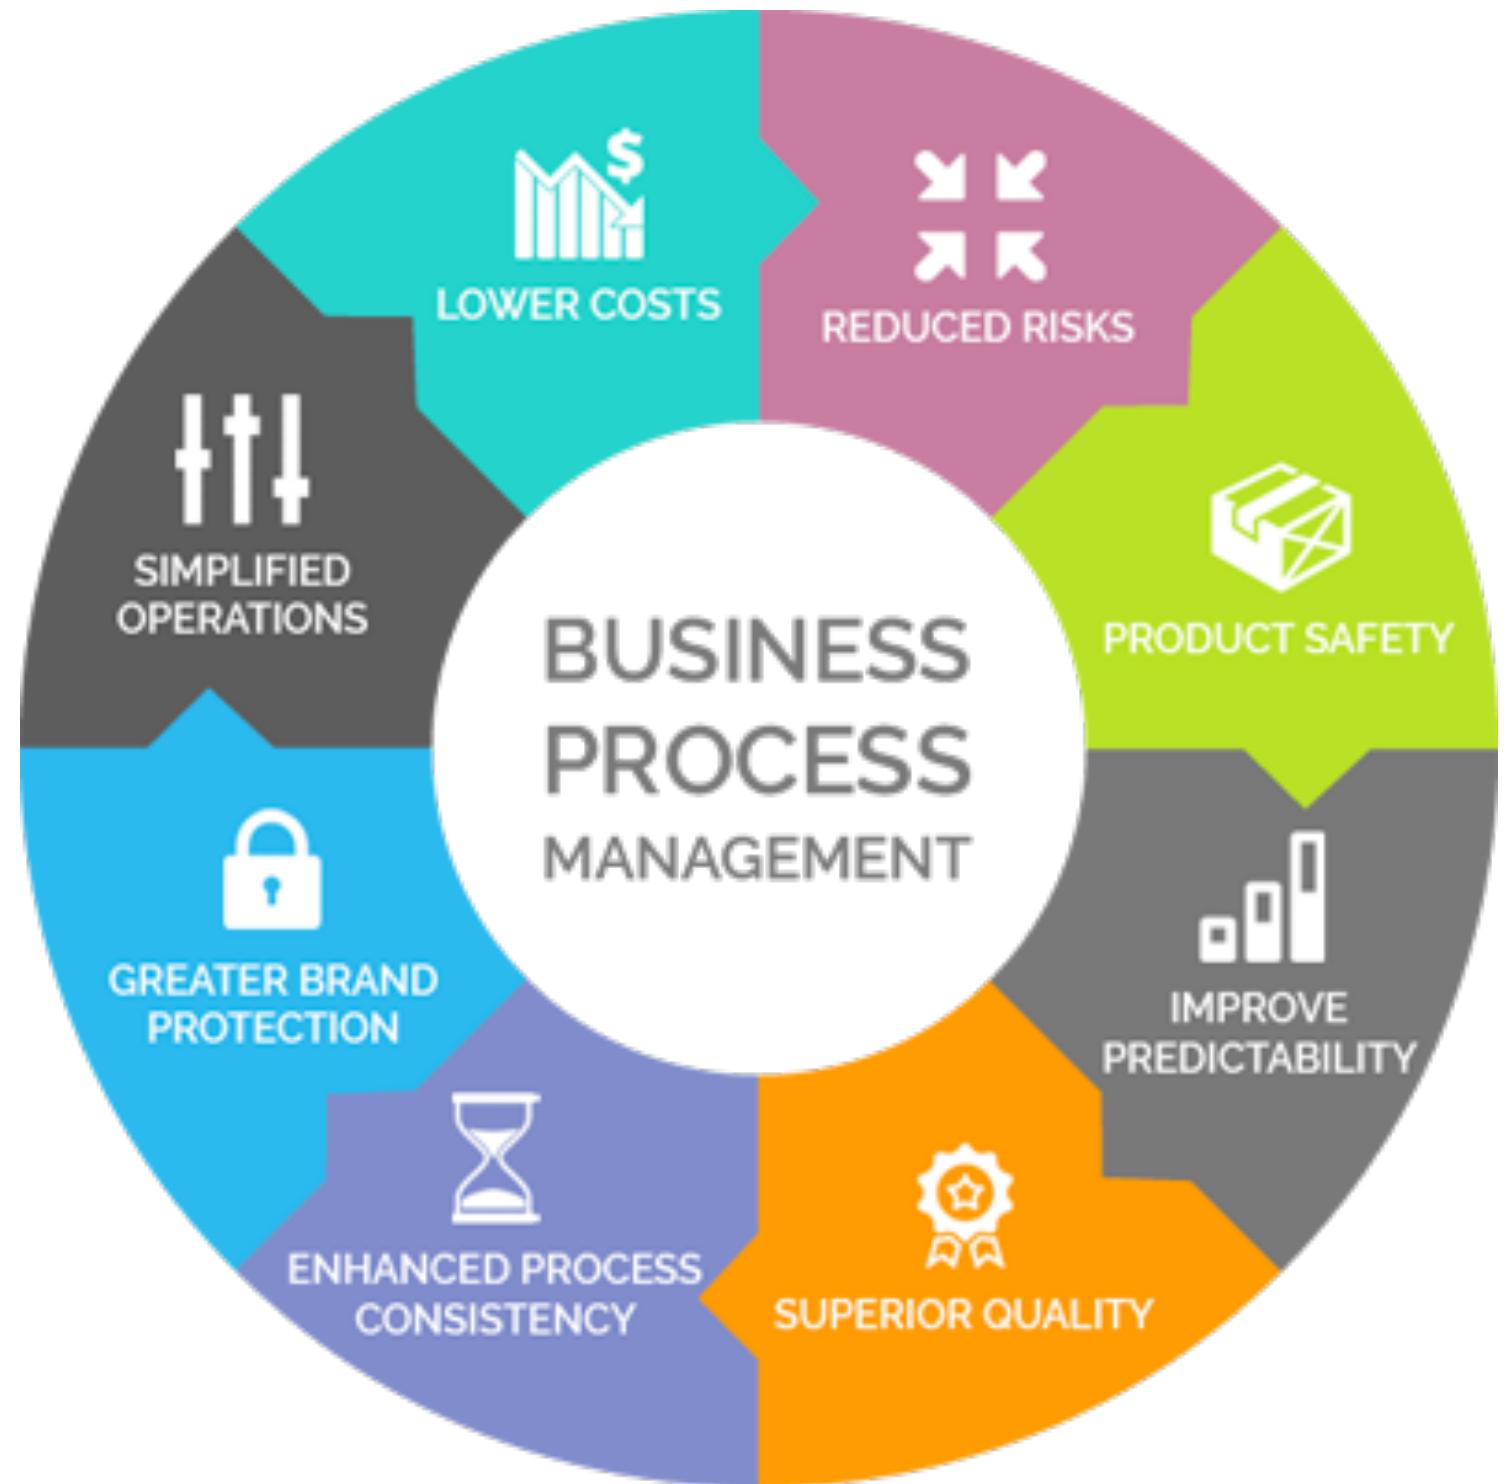 LOWER COSTS
REDUCED RISKS
PRODUCT SAFETY
IMPROVE
PREDICTABILITY
SUPERIOR QUALITY
ENHANCED PROCESS
CONSISTENCY
GREATER BRAND
PROTECTION
SIMPLIFIED
OPERATIONS
BUSINESS
PROCESS
MANAGEMENT
$